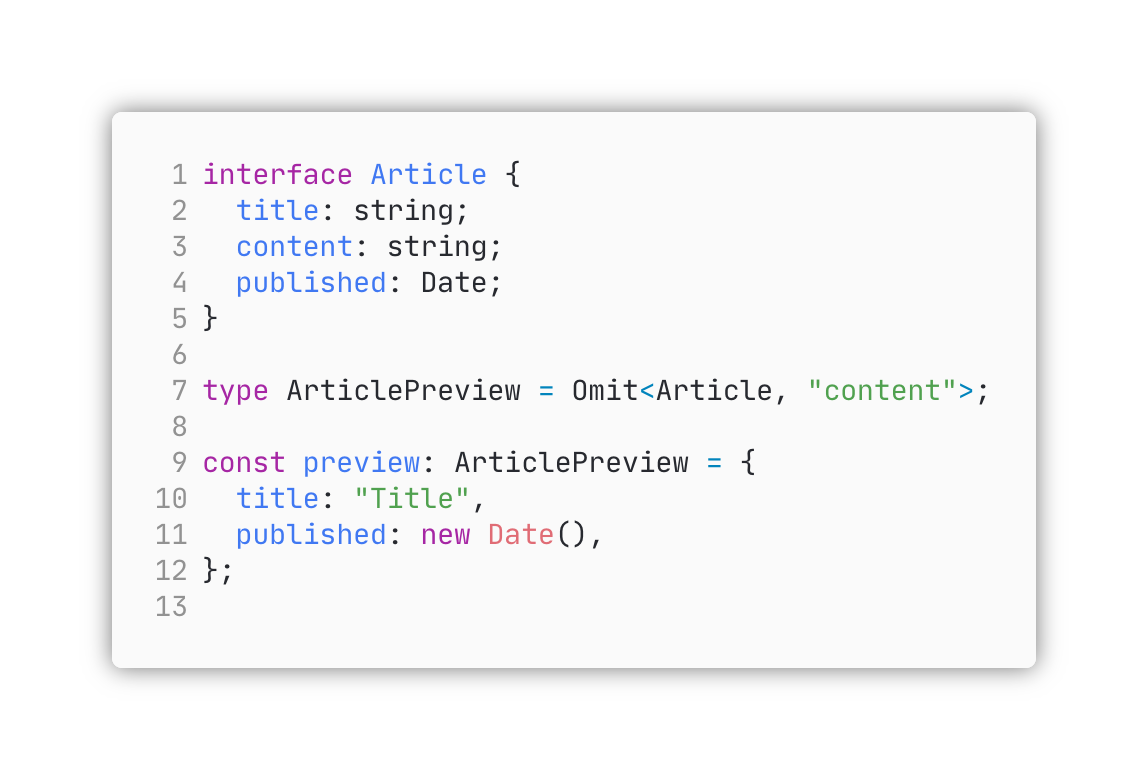 1 interface Article {
2   title: string;
3   content: string;
4   published: Date;
5 }
6
7 type ArticlePreview = Omit<Article, "content">;
8
9 const preview: ArticlePreview = {
10   title: "Title",
11   published: new Date(),
12 };
13